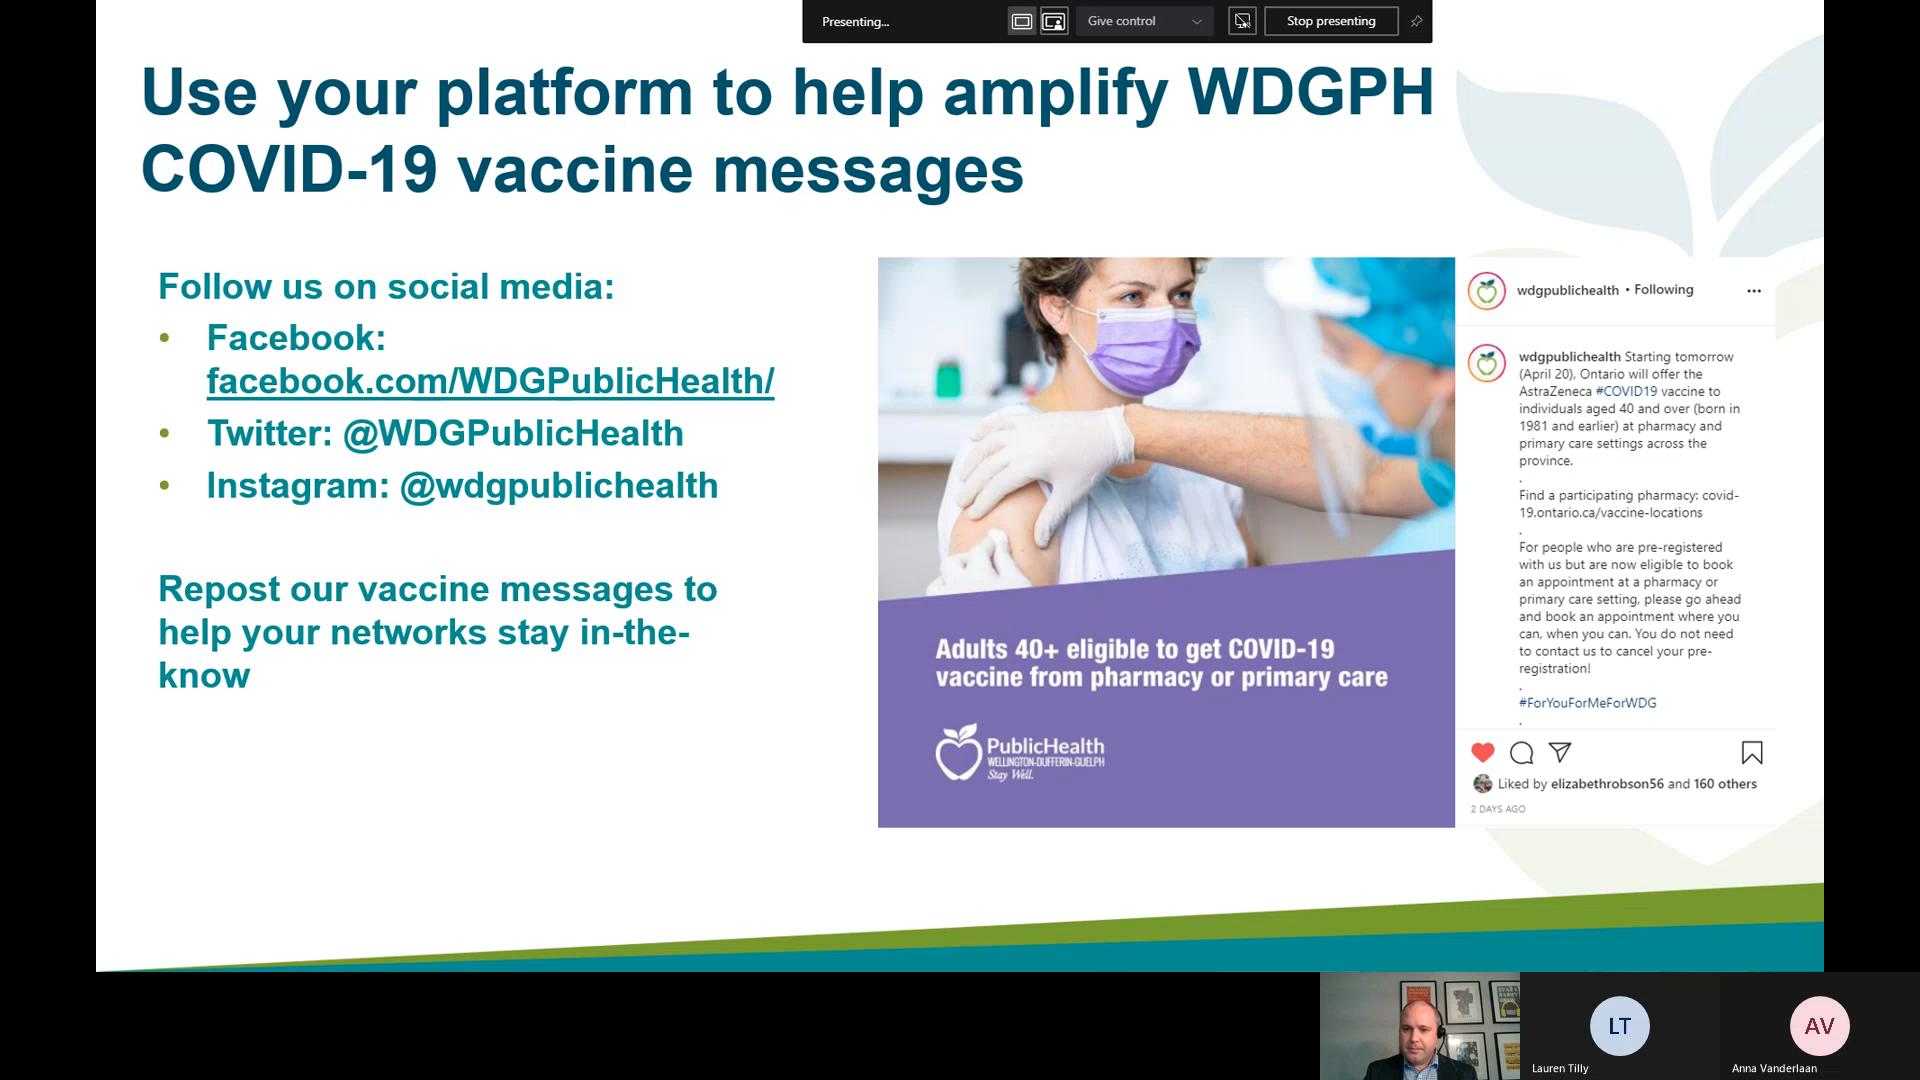 Presenting...
Give control
Stop presenting
Use your platform to help amplify WDGPH
COVID-19 vaccine messages
Follow us on social media:
• Facebook:
facebook.com/WDGPublicHealth/
• Twitter: @WDGPublicHealth
• Instagram: @wdgpublichealth
Repost our vaccine messages to
help your networks stay in-the-
know
Adults 40+ eligible to get COVID-19
vaccine from pharmacy or primary care
PublicHealth
WELLINGTON-DUFFERIN-GUELPH
Stay Well.
wdgpublichealth • Following
wdgpublichealth Starting tomorrow
(April 20), Ontario will offer the
AstraZeneca #COVID19 vaccine to
individuals aged 40 and over (born in
1981 and earlier) at pharmacy and
primary care settings across the
province.
.
Find a participating pharmacy: covid-
19.ontario.ca/vaccine-locations
.
For people who are pre-registered
with us but are now eligible to book
an appointment at a pharmacy or
primary care setting, please go ahead
and book an appointment where you
can, when you can. You do not need
to contact us to cancel your pre-
registration!
.
#ForYouForMeForWDG
.
Liked by elizabethrobson56 and 160 others
2 DAYS AGO
LT
Lauren Tilly
AV
Anna Vanderlaan